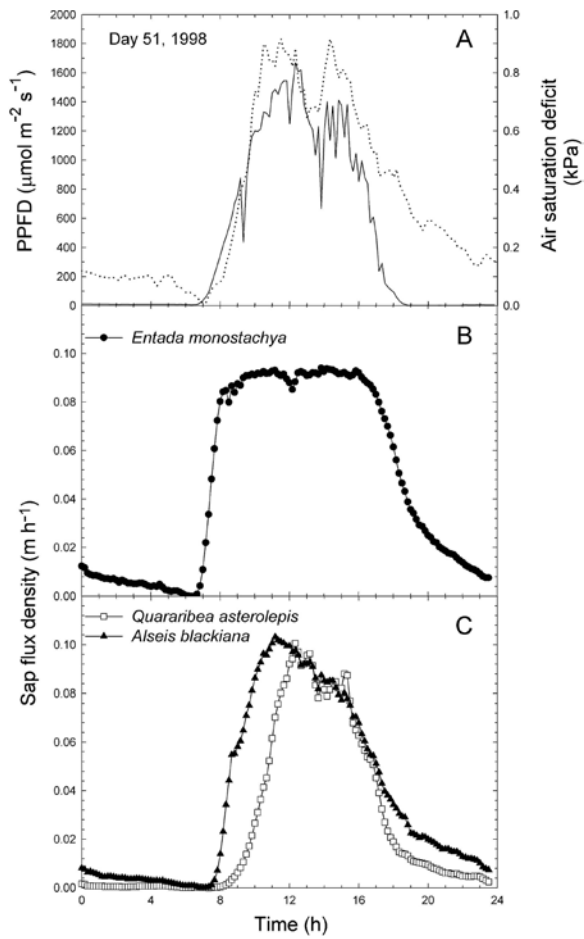 Day 51, 1998
A
2000
1800
1600
1400
1200
1000
800
600
400
200
0
PPFD (μmol m⁻² s⁻¹)
1.0
0.8
0.6
0.4
0.2
0.0
Air saturation deficit
(kPa)
Entada monostachya
B
0.10
0.08
0.06
0.04
0.02
0.00
Sap flux density (m h⁻¹)
Quararibea asterolepis
Alseis blackiana
C
0.10
0.08
0.06
0.04
0.02
0.00
0 4 8 12 16 20 24
Time (h)